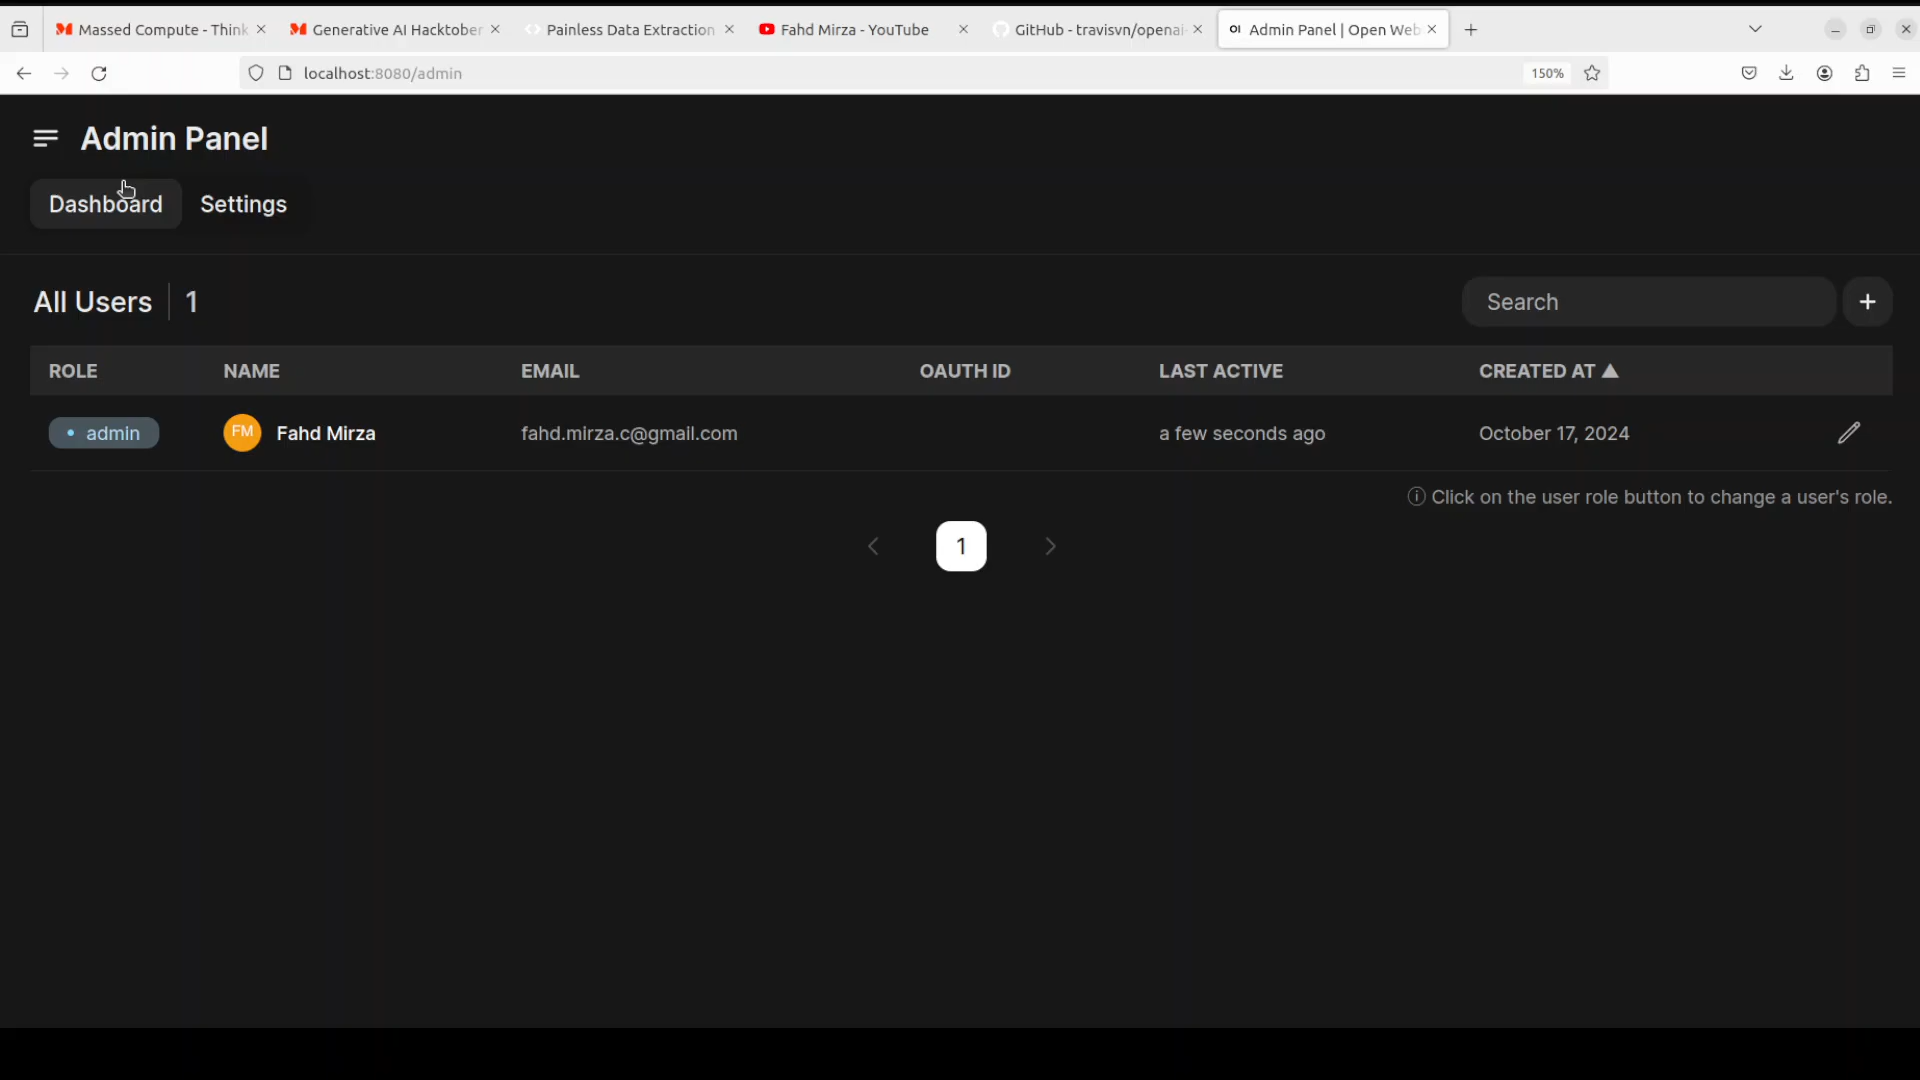 Massed Compute - Think
Generative AI Hacktober
Painless Data Extraction
Fahd Mirza - YouTube
GitHub - travisvn/openai-
OI Admin Panel | Open Web
localhost:8080/admin
150%
Admin Panel
Dashboard Settings
All Users 1
Search
+
ROLE NAME EMAIL OAUTH ID LAST ACTIVE CREATED AT ▲
• admin FM Fahd Mirza fahd.mirza.c@gmail.com a few seconds ago October 17, 2024
ⓘ Click on the user role button to change a user's role.
1